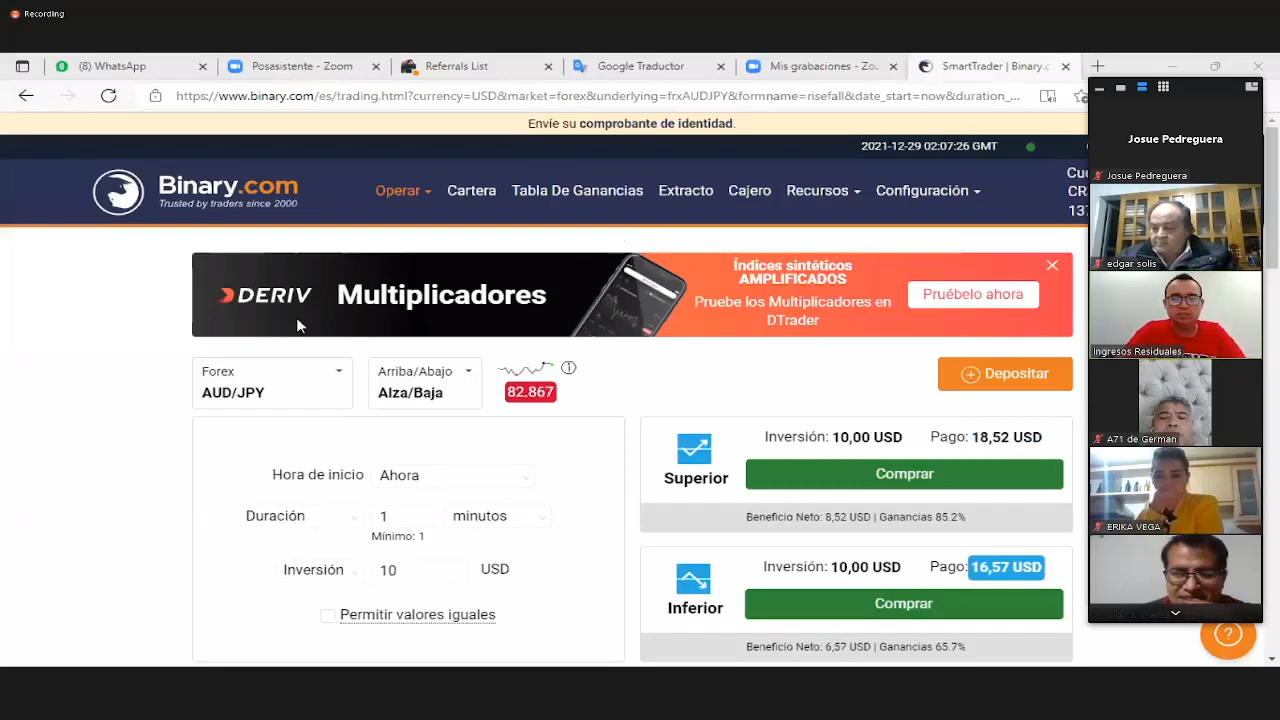 Recording
(8) WhatsApp
Posasistente - Zoom
Referrals List
Google Traductor
Mis grabaciones - Zo
SmartTrader | Binary.c
https://www.binary.com/es/trading.html?currency=USD&market=forex&underlying=frxAUDJPY&formname=risefall&date_start=now&duration_...
Envíe su comprobante de identidad.
2021-12-29 02:07:26 GMT
Binary.com
Trusted by traders since 2000
Operar
Cartera
Tabla De Ganancias
Extracto
Cajero
Recursos
Configuración
Cue
CR
137
DERIV
Multiplicadores
Índices sintéticos
AMPLIFICADOS
Pruebe los Multiplicadores en
DTrader
Pruébelo ahora
Forex
AUD/JPY
Arriba/Abajo
Alza/Baja
82.867
Depositar
Hora de inicio
Ahora
Duración
1
minutos
Mínimo: 1
Inversión
10
USD
Permitir valores iguales
Superior
Inversión: 10,00 USD
Pago: 18,52 USD
Comprar
Beneficio Neto: 8,52 USD | Ganancias 85.2%
Inferior
Inversión: 10,00 USD
Pago: 16,57 USD
Comprar
Beneficio Neto: 6,57 USD | Ganancias 65.7%
Josue Pedreguera
Josue Pedreguera
edgar solis
Ingresos Residuales
A71 de German
ERIKA VEGA